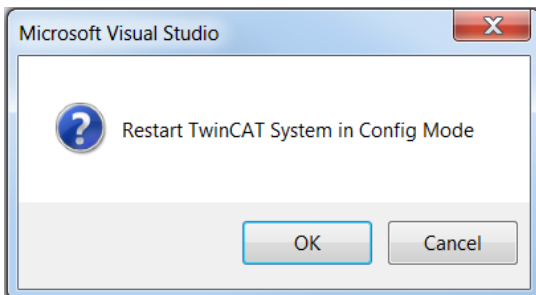 Microsoft Visual Studio
Restart TwinCAT System in Config Mode
OK
Cancel